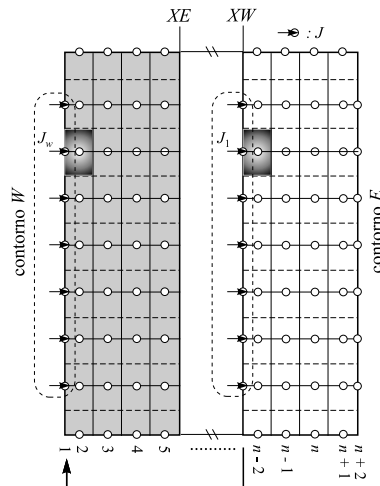 XE XW
: J
J_w J_1
contorno W
contorno E
1 2 3 4 5 ......... n - 2 n - 1 n n + 1 n + 2